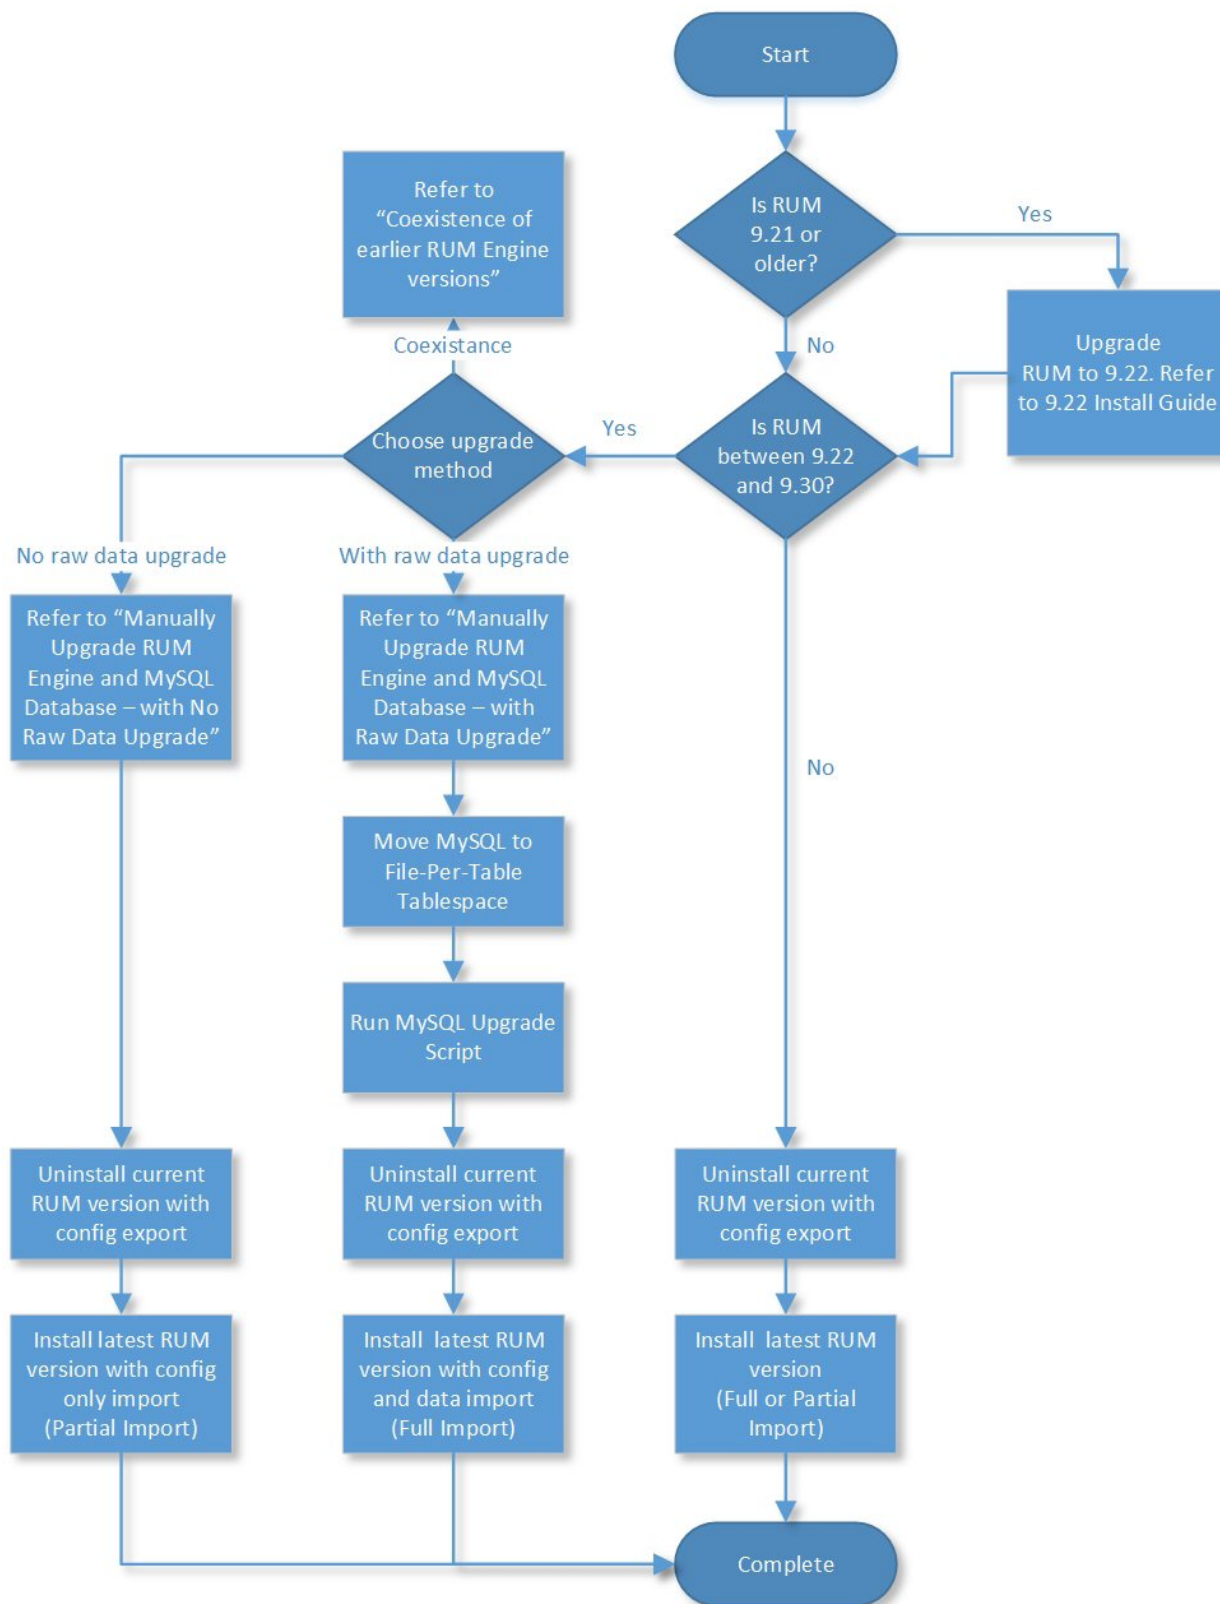 Start
Is RUM
9.21 or
older?
Yes
No
Upgrade
RUM to 9.22. Refer
to 9.22 Install Guide
Is RUM
between 9.22
and 9.30?
Yes
No
Choose upgrade
method
Coexistance
Refer to
“Coexistence of
earlier RUM Engine
versions”
No raw data upgrade
Refer to “Manually
Upgrade RUM
Engine and MySQL
Database – with No
Raw Data Upgrade”
Uninstall current
RUM version with
config export
Install latest RUM
version with config
only import
(Partial Import)
With raw data upgrade
Refer to “Manually
Upgrade RUM
Engine and MySQL
Database – with
Raw Data Upgrade”
Move MySQL to
File-Per-Table
Tablespace
Run MySQL Upgrade
Script
Uninstall current
RUM version with
config export
Install latest RUM
version with config
and data import
(Full Import)
Uninstall current
RUM version with
config export
Install latest RUM
version
(Full or Partial
Import)
Complete